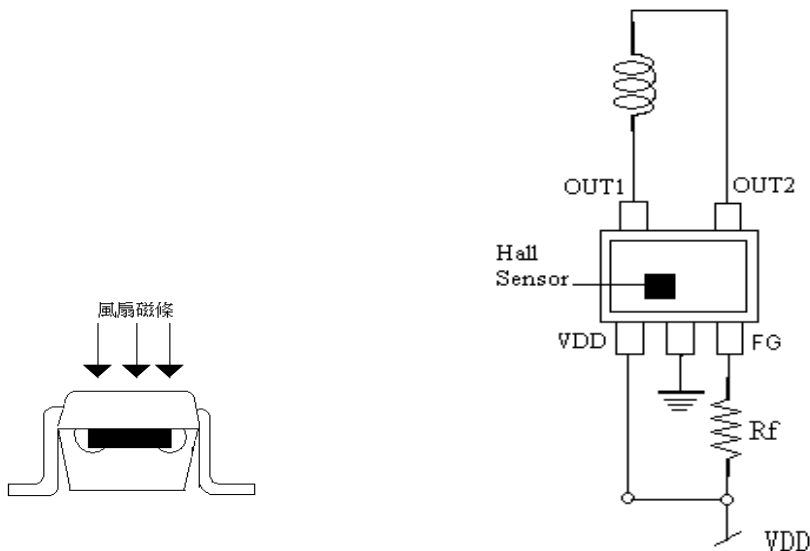 風扇磁條
OUT1
OUT2
Hall
Sensor
VDD
FG
Rf
VDD